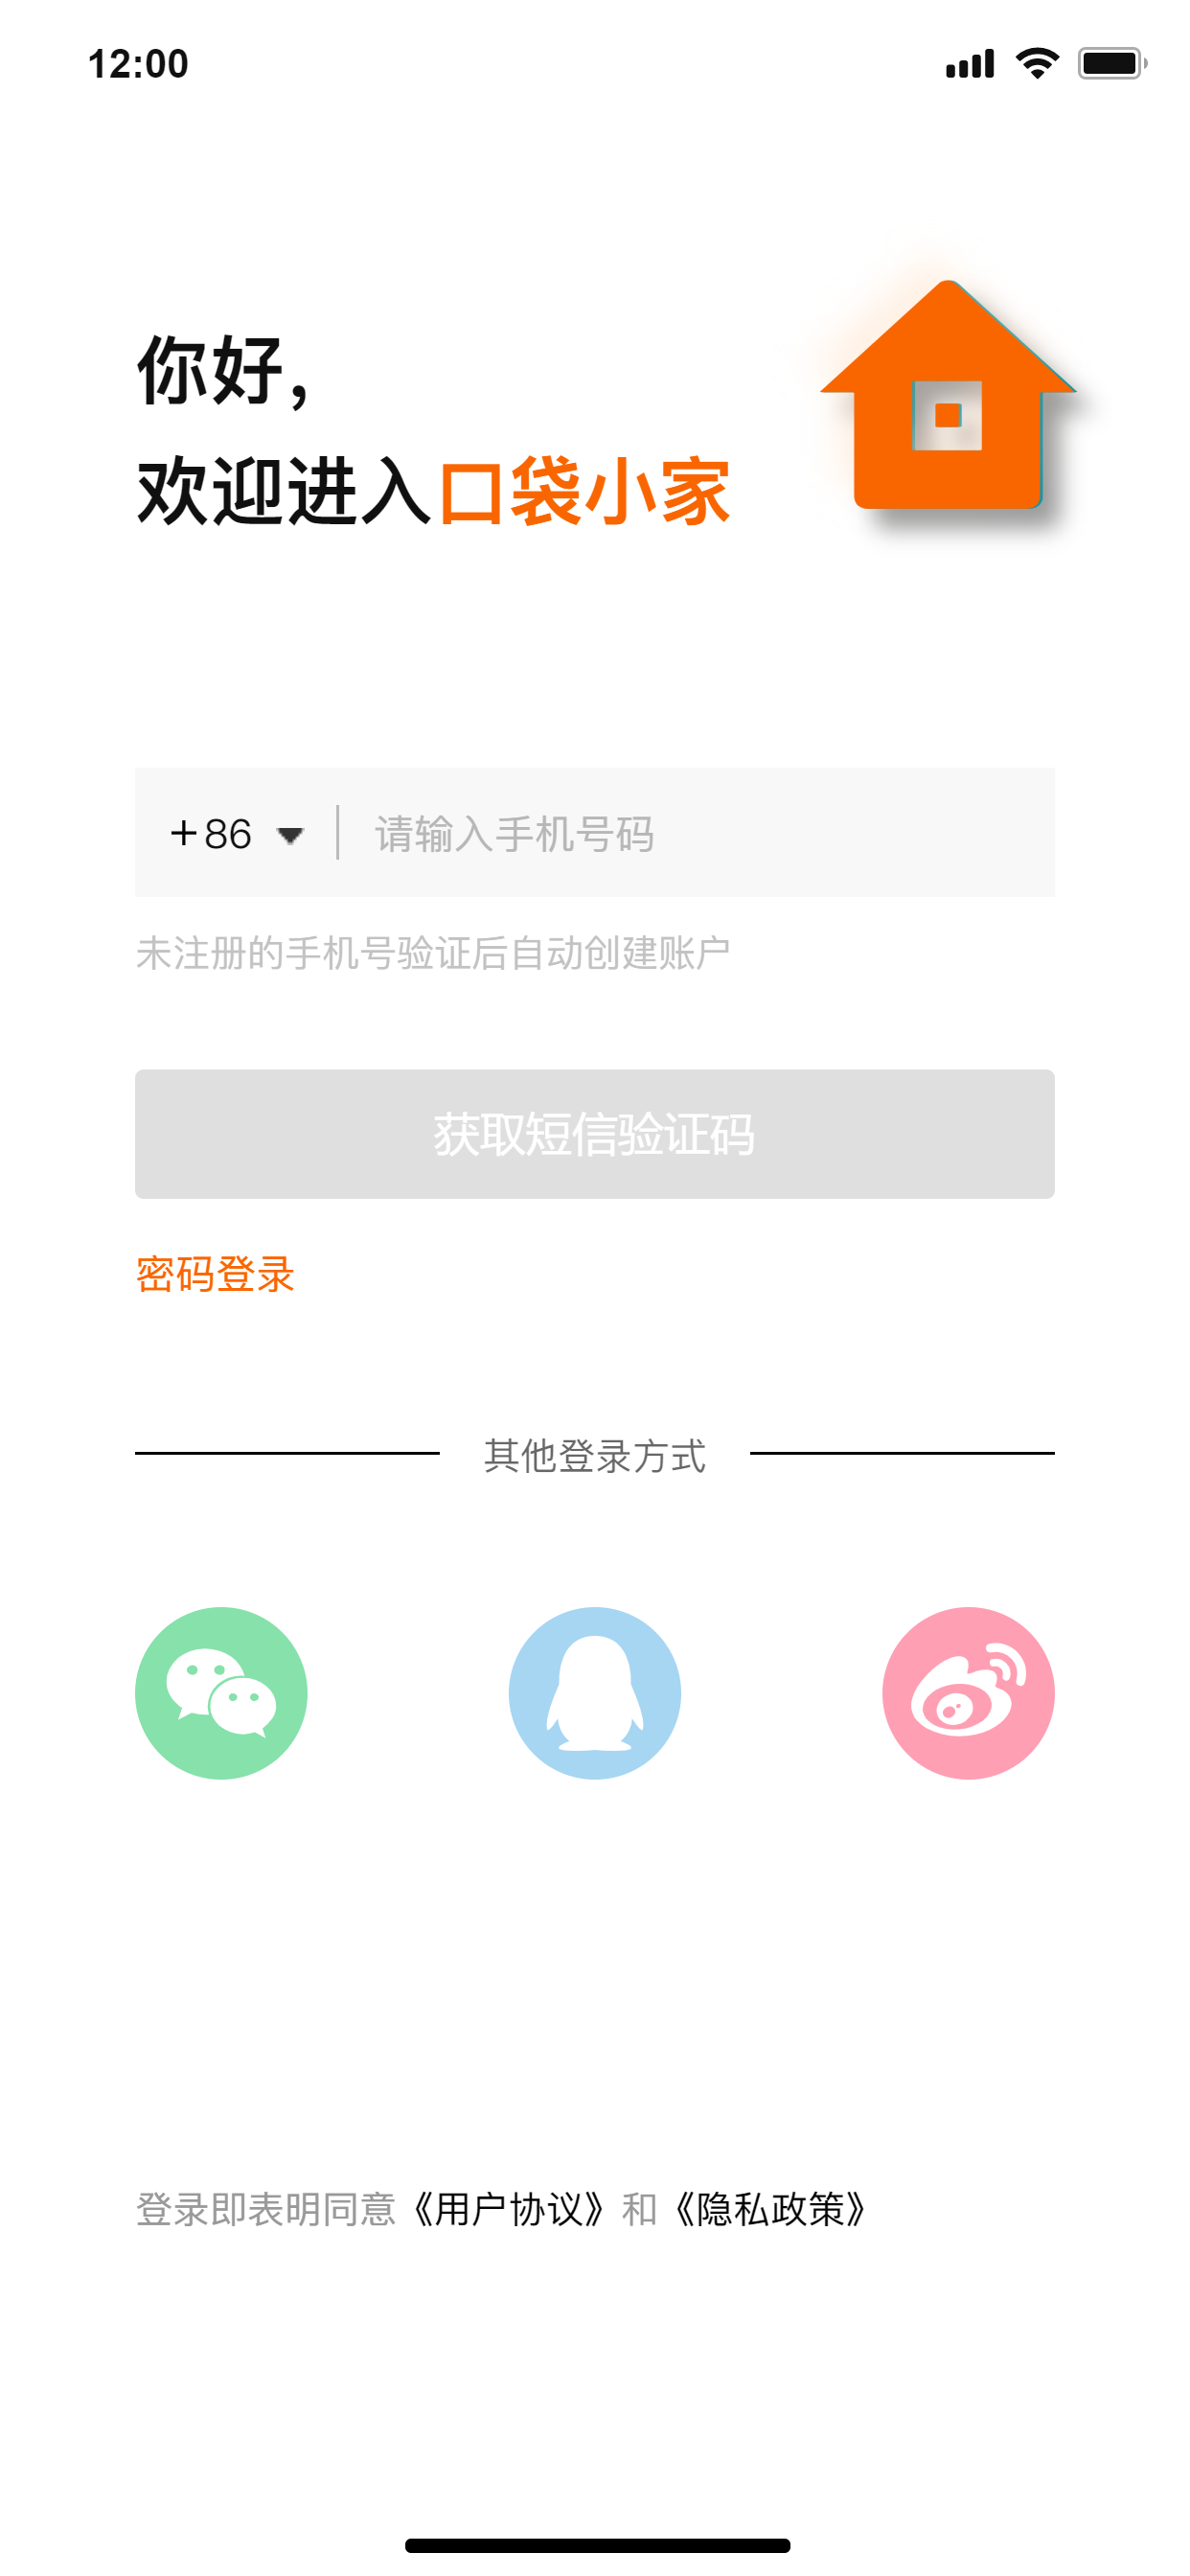 12:00
你好，
欢迎进入口袋小家
+86 请输入手机号码
未注册的手机号验证后自动创建账户
获取短信验证码
密码登录
其他登录方式
登录即表明同意《用户协议》和《隐私政策》